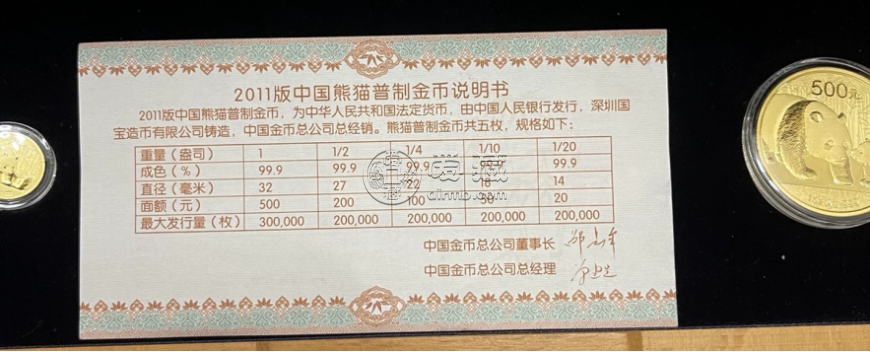 2011版中国熊猫普制金币说明书
2011版中国熊猫普制金币，为中华人民共和国法定货币，由中国人民银行发行，深圳国
宝造币有限公司铸造，中国金币总公司总经销。熊猫普制金币共五枚，规格如下：
重量（盎司） 1 1/2 1/4 1/10 1/20
成色（%） 99.9 99.9 99.9 99.9 99.9
直径（毫米） 32 27 22 18 14
面额（元） 500 200 100 50 20
最大发行量（枚） 300,000 200,000 200,000 200,000 200,000
中国金币总公司董事长
中国金币总公司总经理
500元